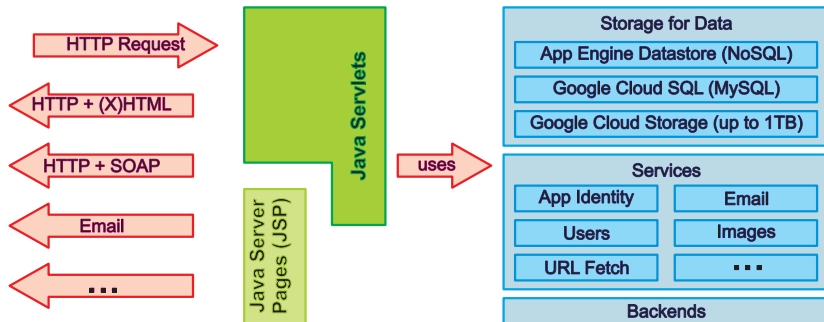 HTTP Request
HTTP + (X)HTML
HTTP + SOAP
Email
...
Java Servlets
Java Server
Pages (JSP)
uses
Storage for Data
App Engine Datastore (NoSQL)
Google Cloud SQL (MySQL)
Google Cloud Storage (up to 1TB)
Services
App Identity
Email
Users
Images
URL Fetch
...
Backends